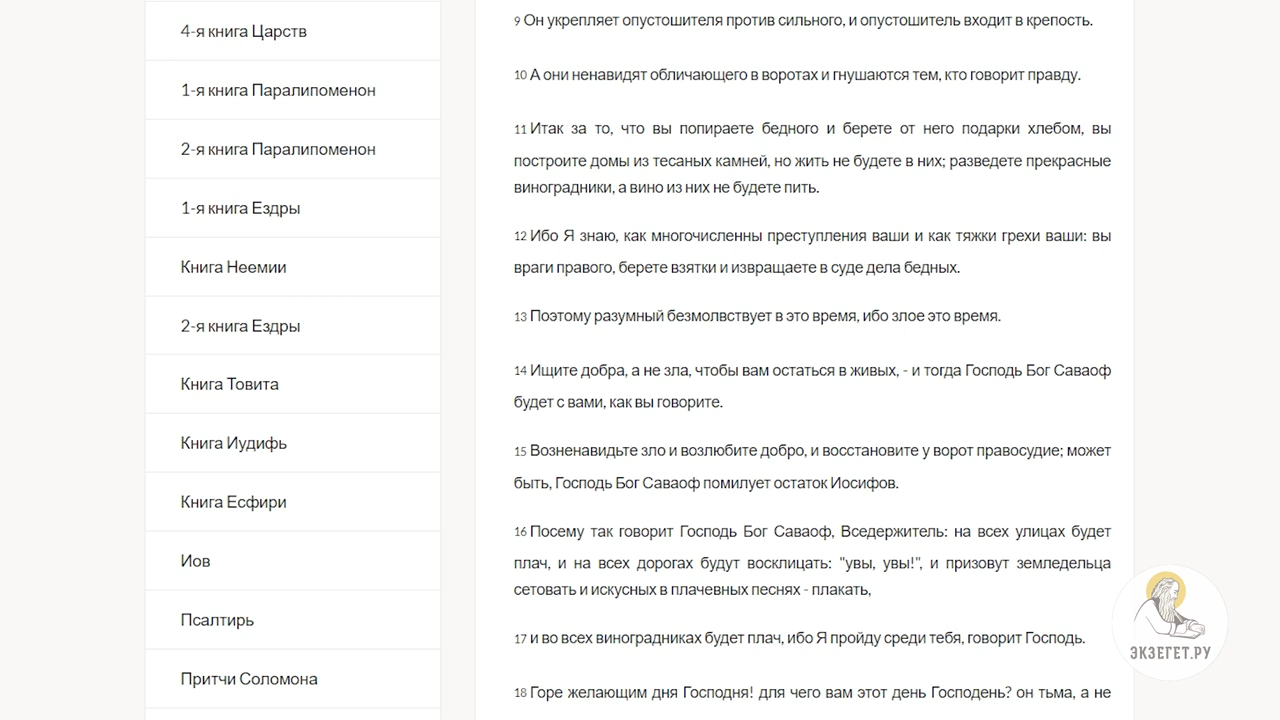 4-я книга Царств
1-я книга Паралипоменон
2-я книга Паралипоменон
1-я книга Ездры
Книга Неемии
2-я книга Ездры
Книга Товита
Книга Иудифь
Книга Есфири
Иов
Псалтирь
Притчи Соломона
9 Он укрепляет опустошителя против сильного, и опустошитель входит в крепость.
10 А они ненавидят обличающего в воротах и гнушаются тем, кто говорит правду.
11 Итак за то, что вы попираете бедного и берете от него подарки хлебом, вы
построите домы из тесаных камней, но жить не будете в них; разведете прекрасные
виноградники, а вино из них не будете пить.
12 Ибо Я знаю, как многочисленны преступления ваши и как тяжки грехи ваши: вы
враги правого, берете взятки и извращаете в суде дела бедных.
13 Поэтому разумный безмолвствует в это время, ибо злое это время.
14 Ищите добра, а не зла, чтобы вам остаться в живых, - и тогда Господь Бог Саваоф
будет с вами, как вы говорите.
15 Возненавидьте зло и возлюбите добро, и восстановите у ворот правосудие; может
быть, Господь Бог Саваоф помилует остаток Иосифов.
16 Посему так говорит Господь Бог Саваоф, Вседержитель: на всех улицах будет
плач, и на всех дорогах будут восклицать: "увы, увы!", и призовут земледельца
сетовать и искусных в плачевных песнях - плакать,
17 и во всех виноградниках будет плач, ибо Я пройду среди тебя, говорит Господь.
18 Горе желающим дня Господня! для чего вам этот день Господень? он тьма, а не
ЭКЗЕГЕТ.РУ